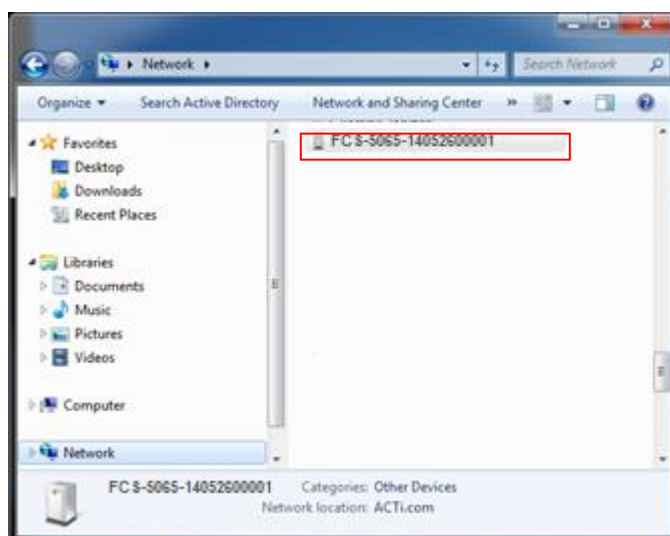 Network
Search Network
Organize
Search Active Directory
Network and Sharing Center
»
Favorites
Desktop
Downloads
Recent Places
Libraries
Documents
Music
Pictures
Videos
Computer
Network
FCS-5065-14052600001
FCS-5065-14052600001
Categories: Other Devices
Network location: ACTi.com